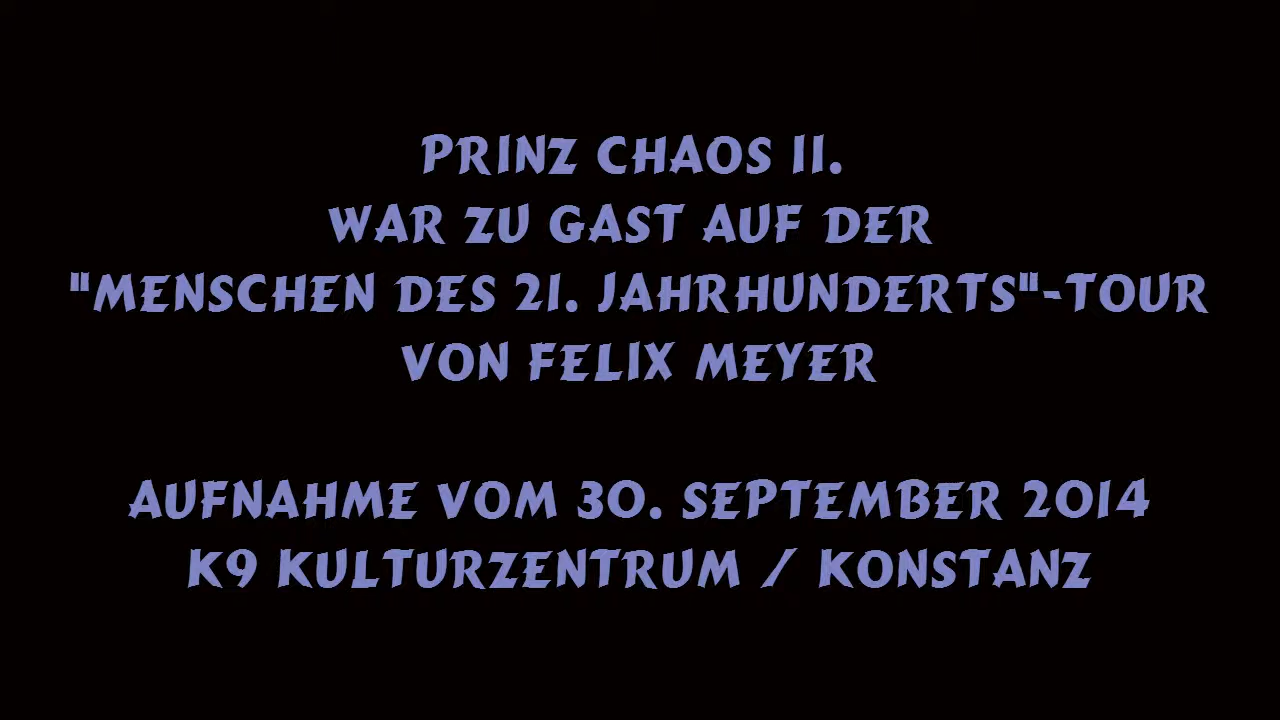 PRINZ CHAOS II.
WAR ZU GAST AUF DER
"MENSCHEN DES 21. JAHRHUNDERTS"-TOUR
VON FELIX MEYER
AUFNAHME VOM 30. SEPTEMBER 2014
K9 KULTURZENTRUM / KONSTANZ